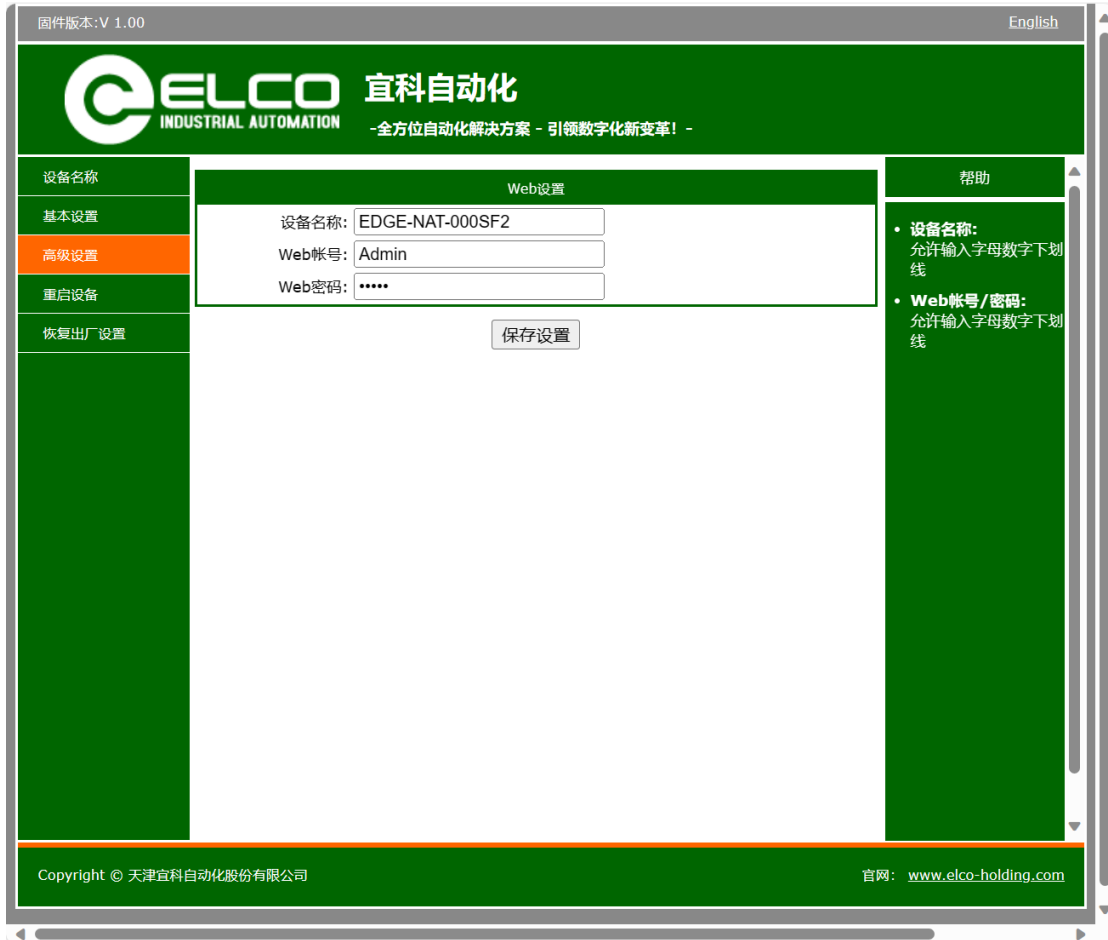 固件版本:V 1.00
English
ELCO
INDUSTRIAL AUTOMATION
宜科自动化
-全方位自动化解决方案 - 引领数字化新变革！-
设备名称
基本设置
高级设置
重启设备
恢复出厂设置
Web设置
设备名称:
EDGE-NAT-000SF2
Web帐号:
Admin
Web密码:
•••••
保存设置
帮助
• 设备名称:
允许输入字母数字下划
线
• Web帐号/密码:
允许输入字母数字下划
线
Copyright © 天津宜科自动化股份有限公司
官网： www.elco-holding.com